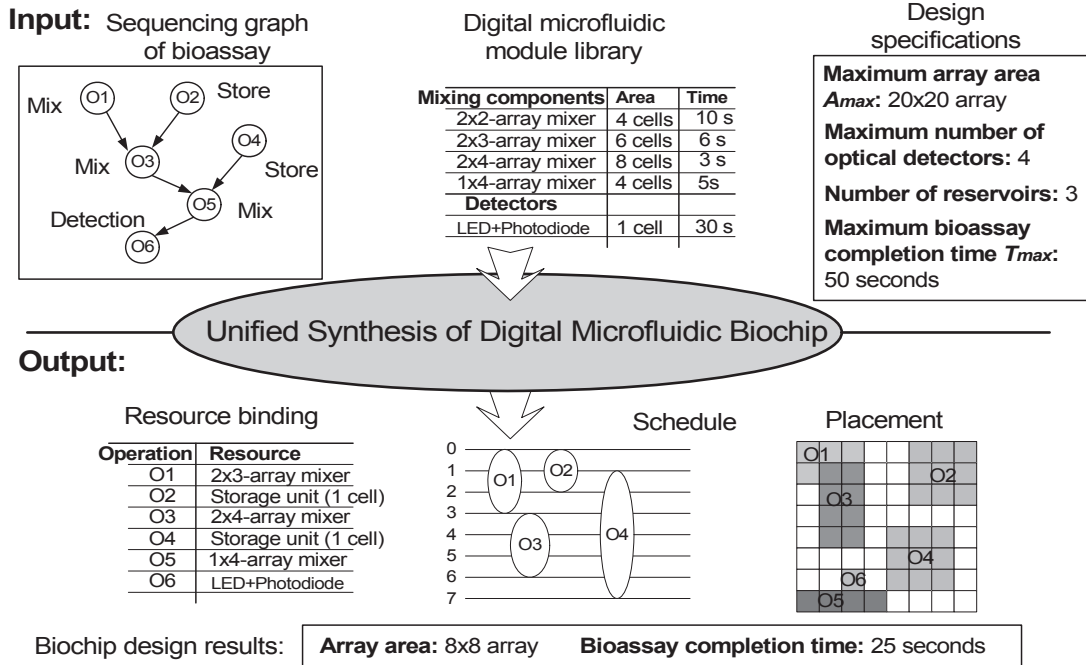 Input:
Sequencing graph
of bioassay
Mix
O1
O2
Store
Mix
O3
O4
Store
O5
Mix
Detection
O6
Digital microfluidic
module library
Mixing components Area Time
2x2-array mixer 4 cells 10 s
2x3-array mixer 6 cells 6 s
2x4-array mixer 8 cells 3 s
1x4-array mixer 4 cells 5s
Detectors
LED+Photodiode 1 cell 30 s
Design
specifications
Maximum array area
Amax: 20x20 array
Maximum number of
optical detectors: 4
Number of reservoirs: 3
Maximum bioassay
completion time Tmax:
50 seconds
Unified Synthesis of Digital Microfluidic Biochip
Output:
Resource binding
Operation Resource
O1 2x3-array mixer
O2 Storage unit (1 cell)
O3 2x4-array mixer
O4 Storage unit (1 cell)
O5 1x4-array mixer
O6 LED+Photodiode
Schedule
0
1
2
3
4
5
6
7
O1
O2
O3
O4
Placement
O1
O2
O3
O4
O6
O5
Biochip design results:
Array area: 8x8 array Bioassay completion time: 25 seconds